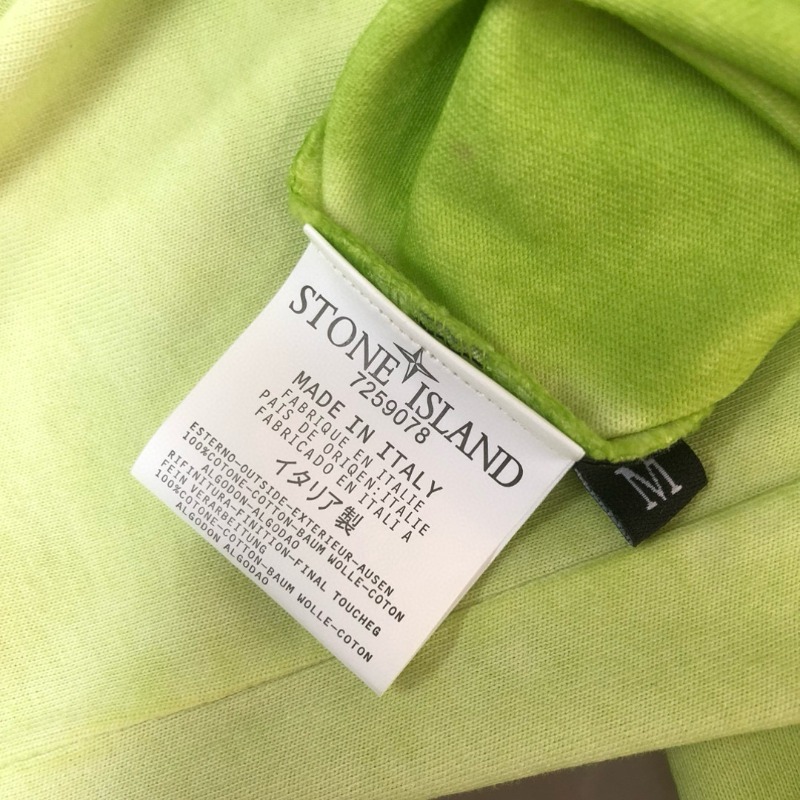 STONE ISLAND
7259078
MADE IN ITALY
FABRIQUE EN ITALIE
PAIS DE ORIQEN:ITALIE
FABRICADO EN ITALI A
イタリア製
ESTERNO-OUTSIDE-EXTERIEUR-AUSEN
100%COTONE-COTTON-BAUM WOLLE-COTON
ALGODON-ALGODAO
RIFINITURA-FINITION-FINAL TOUCHEG
FEIN VERARBEITUNG
100%COTONE-COTTON-BAUM WOLLE-COTON
ALGODON ALGODAO
M